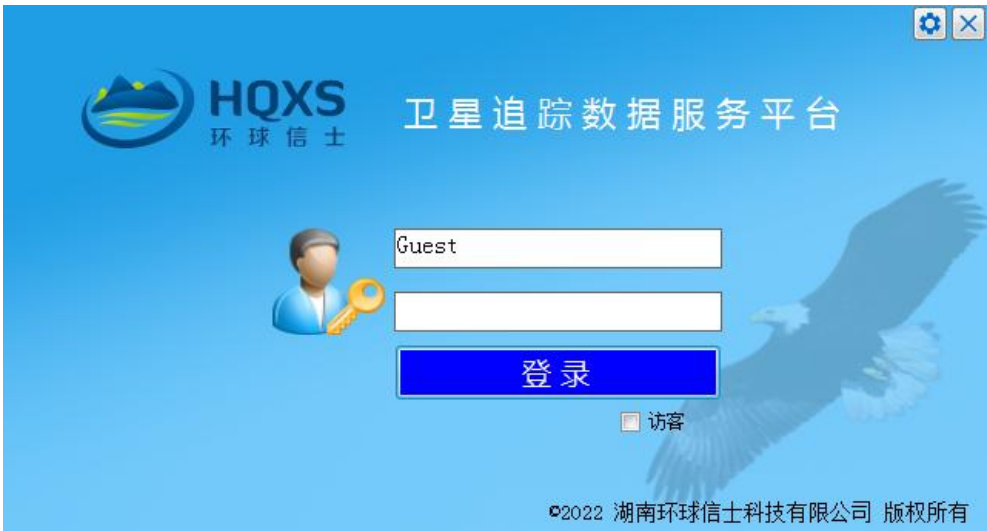 HQXS
环球信士
卫星追踪数据服务平台
Guest
登录
访客
©2022 湖南环球信士科技有限公司 版权所有